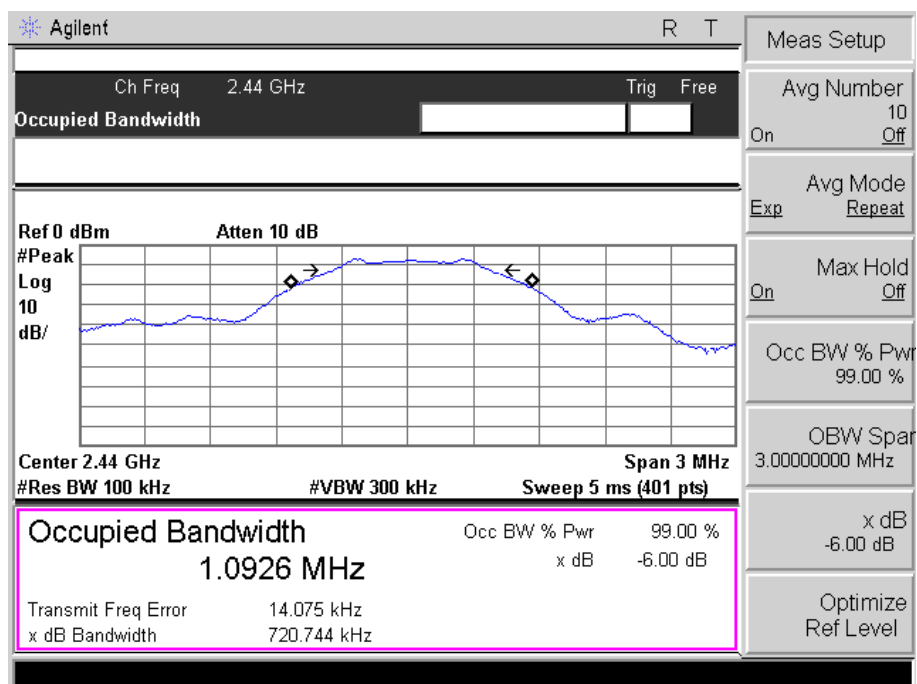 Agilent R T
Ch Freq 2.44 GHz Trig Free
Occupied Bandwidth
Ref 0 dBm Atten 10 dB
#Peak
Log
10
dB/
Center 2.44 GHz Span 3 MHz
#Res BW 100 kHz #VBW 300 kHz Sweep 5 ms (401 pts)
Occupied Bandwidth Occ BW % Pwr 99.00 %
1.0926 MHz x dB -6.00 dB
Transmit Freq Error 14.075 kHz
x dB Bandwidth 720.744 kHz
Meas Setup
Avg Number
10
On Off
Avg Mode
Exp Repeat
Max Hold
On Off
Occ BW % Pwr
99.00 %
OBW Spar
3.00000000 MHz
x dB
-6.00 dB
Optimize
Ref Level